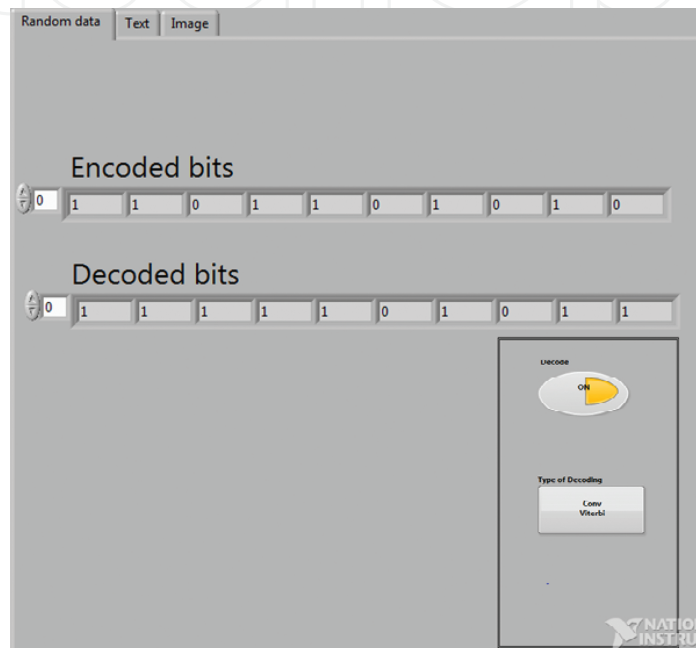 Random data Text Image
Encoded bits
0 1 1 0 1 1 0 1 0 1 0
Decoded bits
0 1 1 1 1 1 0 1 0 1 1
Decode
ON
Type of Decoding
Conv
Viterbi